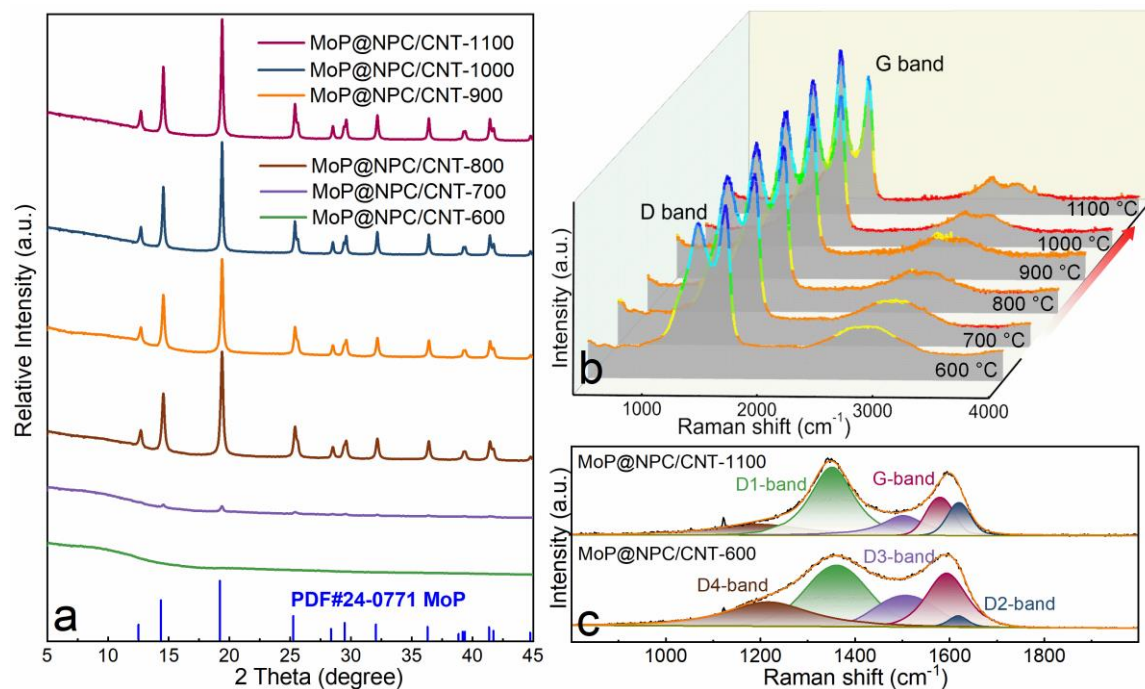 MoP@NPC/CNT-1100
MoP@NPC/CNT-1000
MoP@NPC/CNT-900
MoP@NPC/CNT-800
MoP@NPC/CNT-700
MoP@NPC/CNT-600
PDF#24-0771 MoP
a
5 10 15 20 25 30 35 40 45
2 Theta (degree)
Relative Intensity (a.u.)
G band
D band
1100 °C
1000 °C
900 °C
800 °C
700 °C
600 °C
b
1000 2000 3000 4000
Raman shift (cm-1)
Intensity (a.u.)
MoP@NPC/CNT-1100
D1-band
G-band
MoP@NPC/CNT-600
D3-band
D4-band
D2-band
c
1000 1200 1400 1600 1800
Raman shift (cm-1)
Intensity (a.u.)